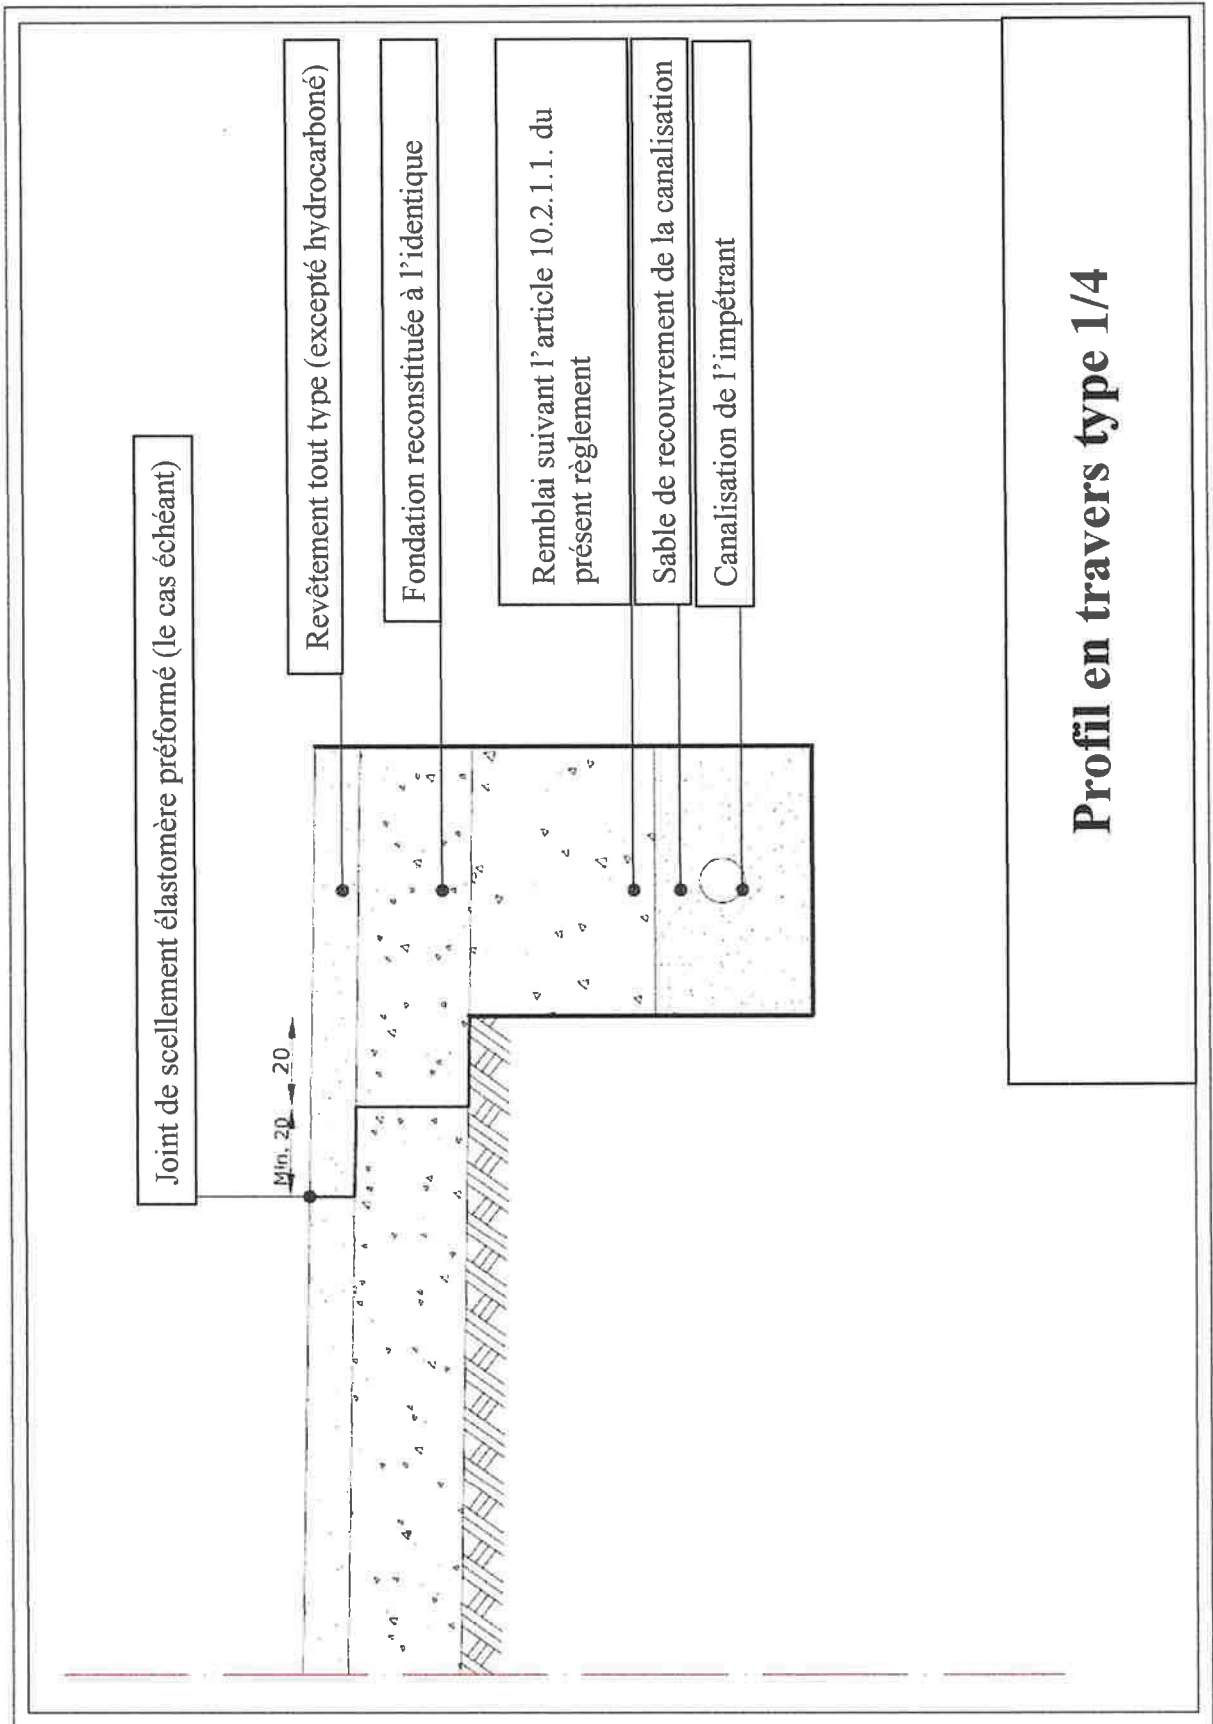 Joint de scellement élastomère préformé (le cas échéant)
Min. 20
20
Revêtement tout type (excepté hydrocarboné)
Fondation reconstituée à l'identique
Remblai suivant l'article 10.2.1.1. du
présent règlement
Sable de recouvrement de la canalisation
Canalisation de l'impétrant
Profil en travers type 1/4